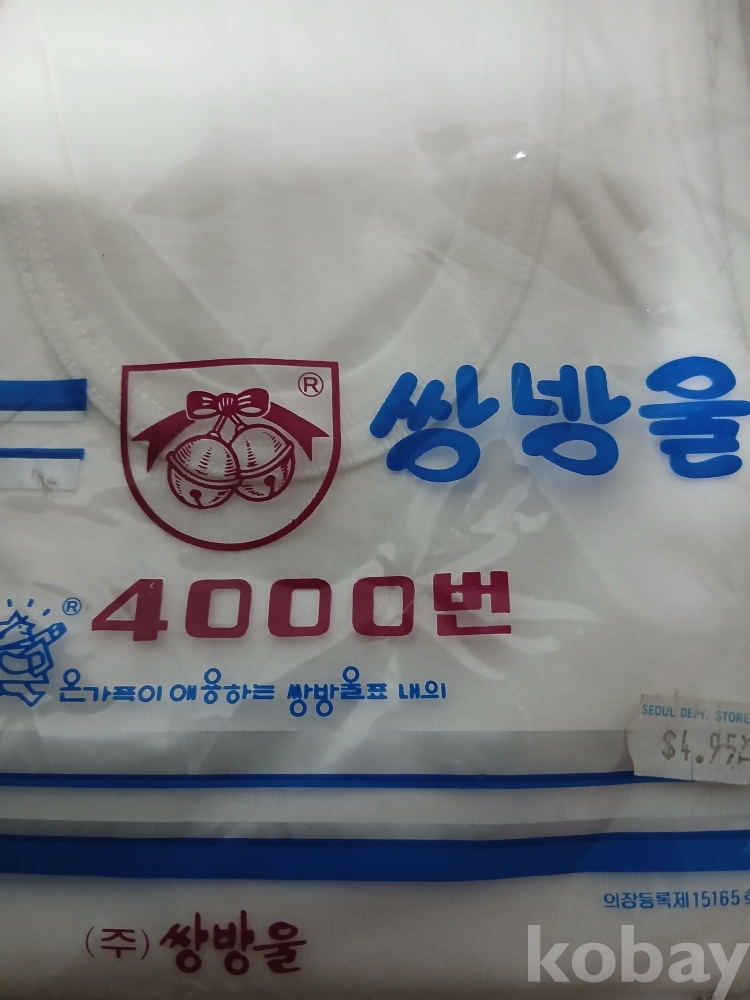 ®
쌍방울
4000번
®
온가족이 애용하는 쌍방울표 내의
SEOUL DEPT. STORE
$4.95
의장등록제15165호
(주) 쌍방울
kobay